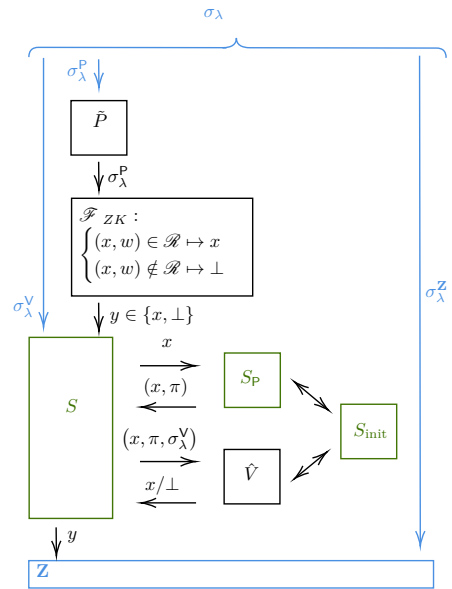 σ_λ
σ_λ^P
P̃
σ_λ^P
ℱ_ZK :
{ (x, w) ∈ ℛ ↦ x
(x, w) ∉ ℛ ↦ ⊥
σ_λ^V
σ_λ^Z
y ∈ {x, ⊥}
x
S
(x, π)
S_P
S_init
(x, π, σ_λ^V)
V̂
x/⊥
y
Z